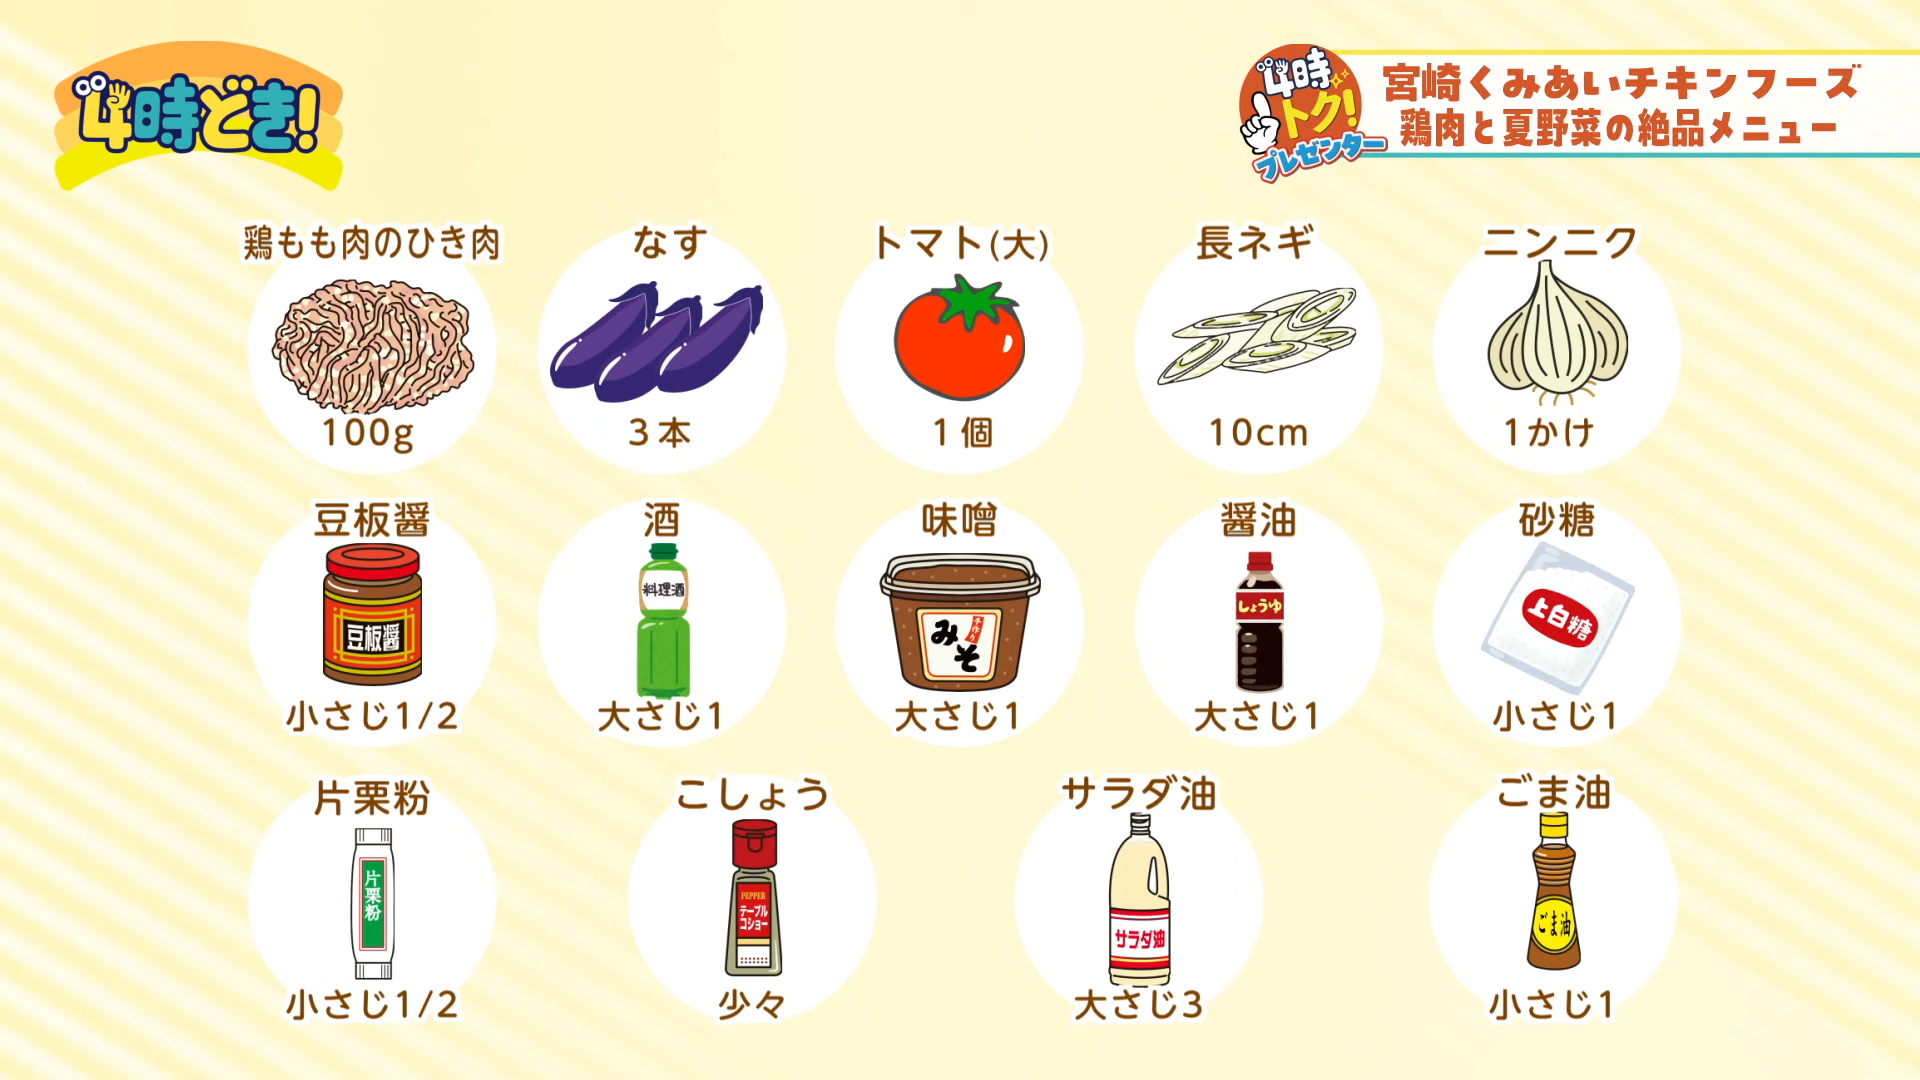 4時どき!
4時
トク!
プレゼンター
宮崎くみあいチキンフーズ
鶏肉と夏野菜の絶品メニュー
鶏もも肉のひき肉
100g
なす
3本
トマト(大)
1個
長ネギ
10cm
ニンニク
1かけ
豆板醤
豆板醤
小さじ1/2
酒
料理酒
大さじ1
味噌
手作り
みそ
大さじ1
醤油
しょうゆ
大さじ1
砂糖
上白糖
小さじ1
片栗粉
片栗粉
小さじ1/2
こしょう
PEPPER
テーブル
コショー
少々
サラダ油
サラダ油
大さじ3
ごま油
ごま油
小さじ1